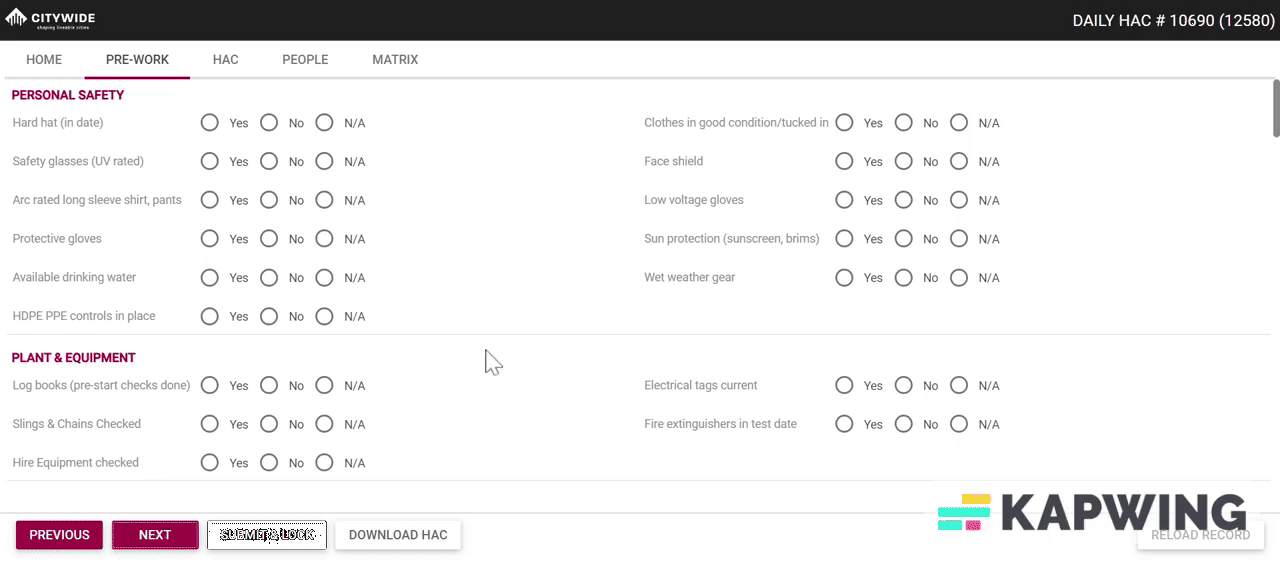 CITYWIDE
shaping liveable cities
DAILY HAC # 10690 (12580)
HOME PRE-WORK HAC PEOPLE MATRIX
PERSONAL SAFETY
Hard hat (in date) Yes No N/A Clothes in good condition/tucked in Yes No N/A
Safety glasses (UV rated) Yes No N/A Face shield Yes No N/A
Arc rated long sleeve shirt, pants Yes No N/A Low voltage gloves Yes No N/A
Protective gloves Yes No N/A Sun protection (sunscreen, brims) Yes No N/A
Available drinking water Yes No N/A Wet weather gear Yes No N/A
HDPE PPE controls in place Yes No N/A
PLANT & EQUIPMENT
Log books (pre-start checks done) Yes No N/A Electrical tags current Yes No N/A
Slings & Chains Checked Yes No N/A Fire extinguishers in test date Yes No N/A
Hire Equipment checked Yes No N/A
KAPWING
PREVIOUS NEXT SUBMIT & LOCK DOWNLOAD HAC RELOAD RECORD